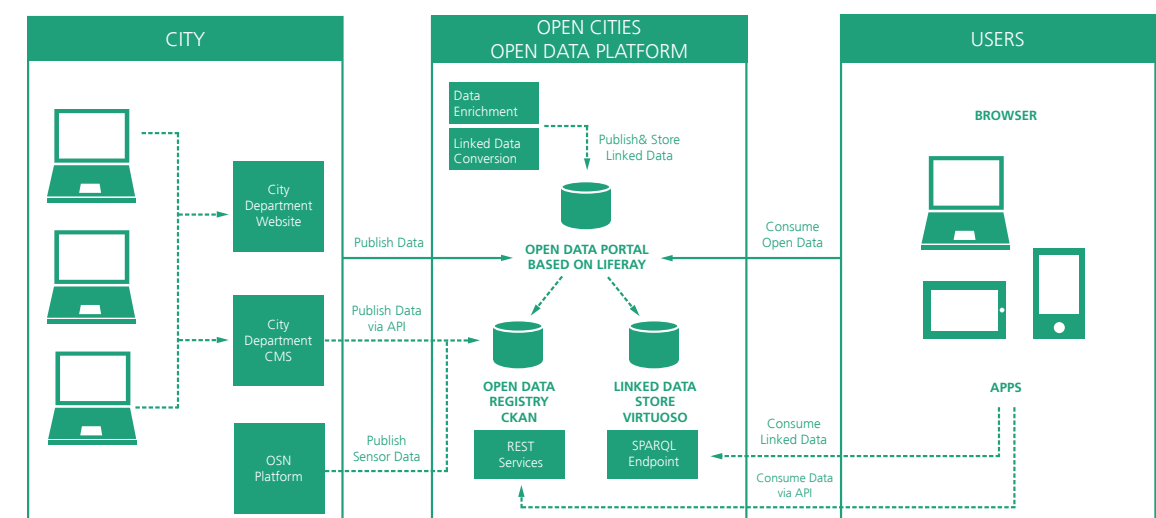 CITY
City
Department
Website
City
Department
CMS
OSN
Platform
Publish Data
Publish Data
via API
Publish
Sensor Data
OPEN CITIES
OPEN DATA PLATFORM
Data
Enrichment
Linked Data
Conversion
Publish& Store
Linked Data
OPEN DATA PORTAL
BASED ON LIFERAY
OPEN DATA
REGISTRY
CKAN
REST
Services
LINKED DATA
STORE
VIRTUOSO
SPARQL
Endpoint
Consume
Open Data
Consume
Linked Data
Consume Data
via API
USERS
BROWSER
APPS